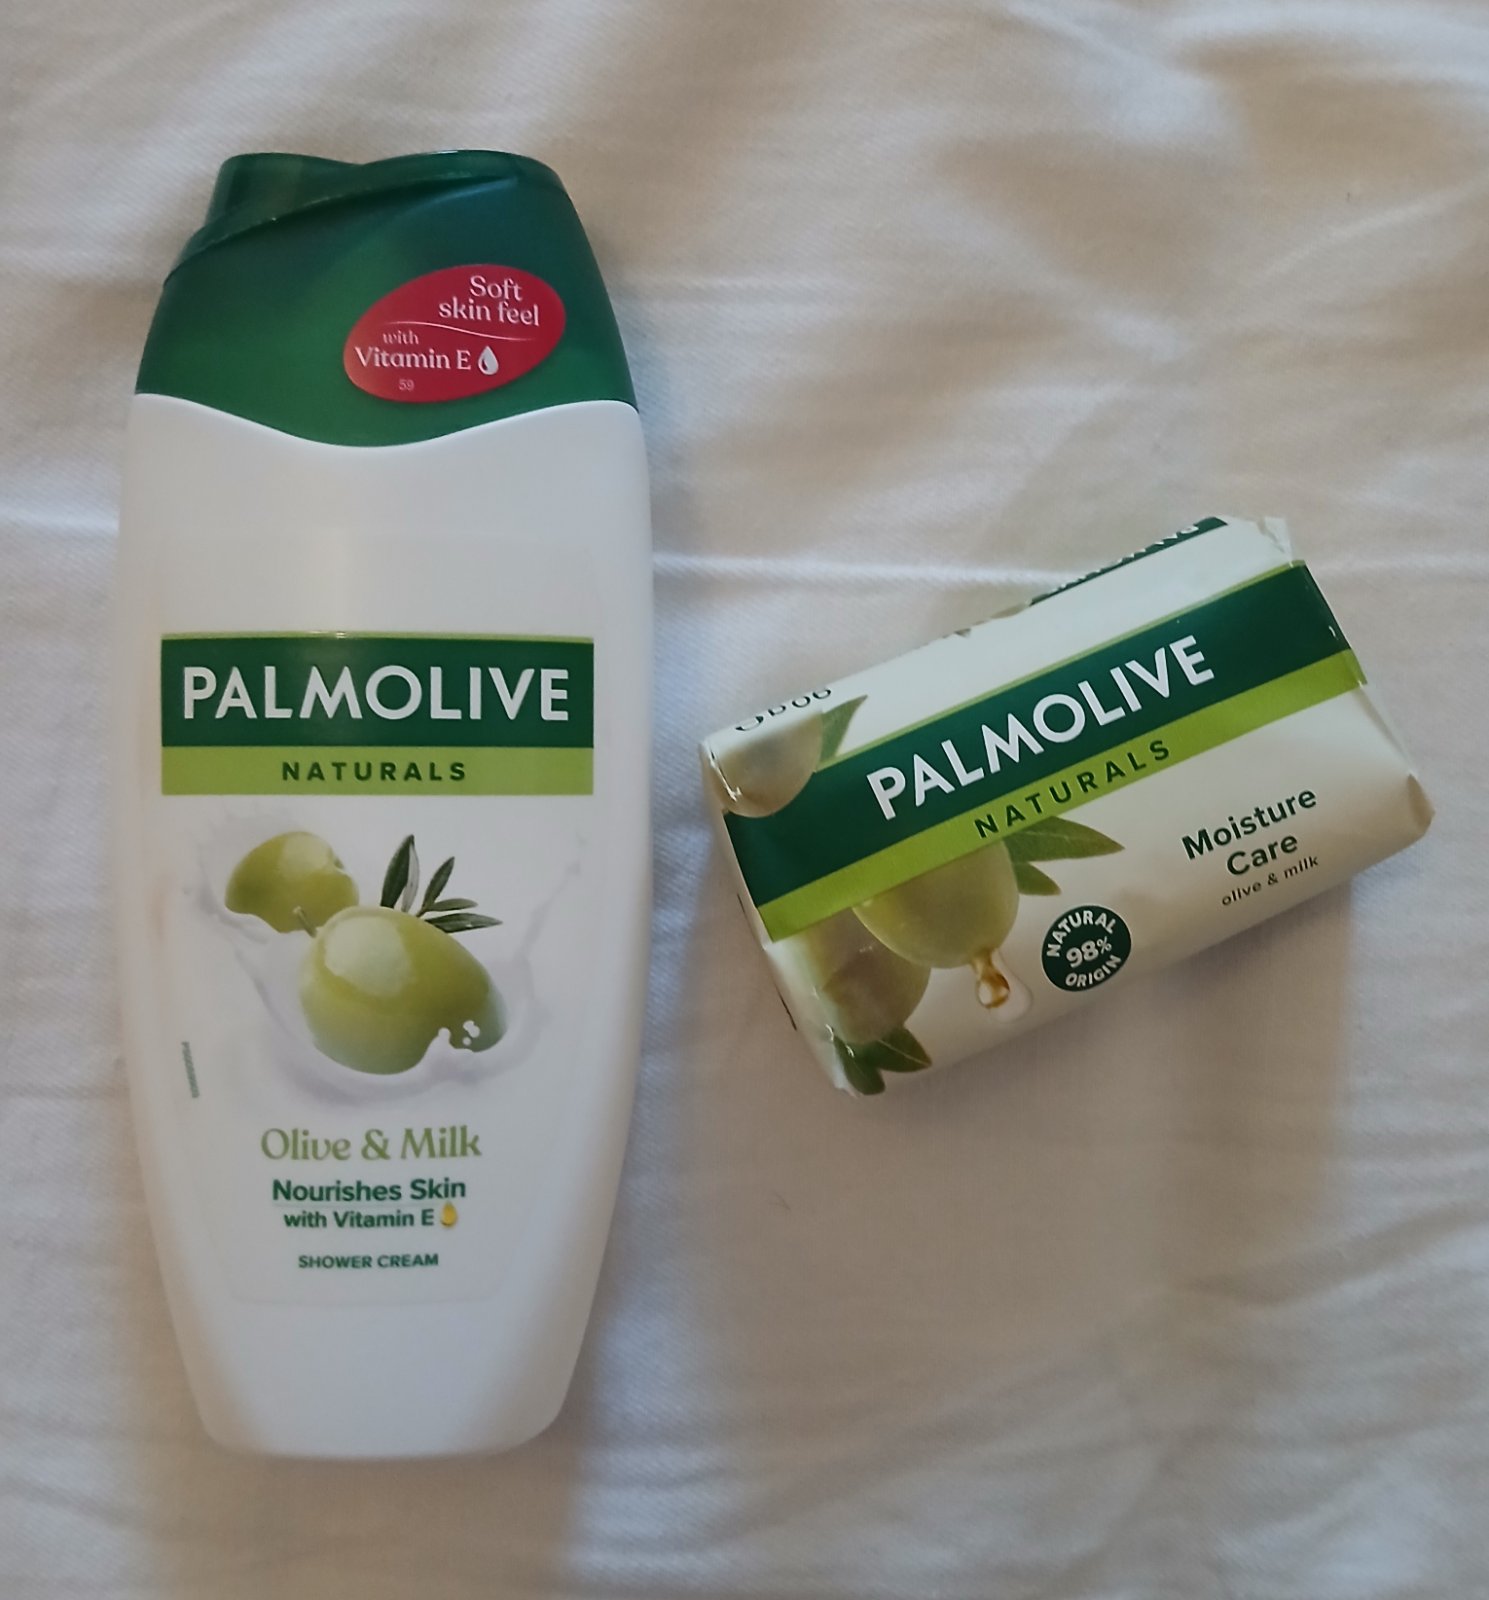 Soft
skin feel
with
Vitamin E
59
PALMOLIVE
NATURALS
Olive & Milk
Nourishes Skin
with Vitamin E
SHOWER CREAM
PALMOLIVE
NATURALS
Moisture
Care
olive & milk
NATURAL
98%
ORIGIN